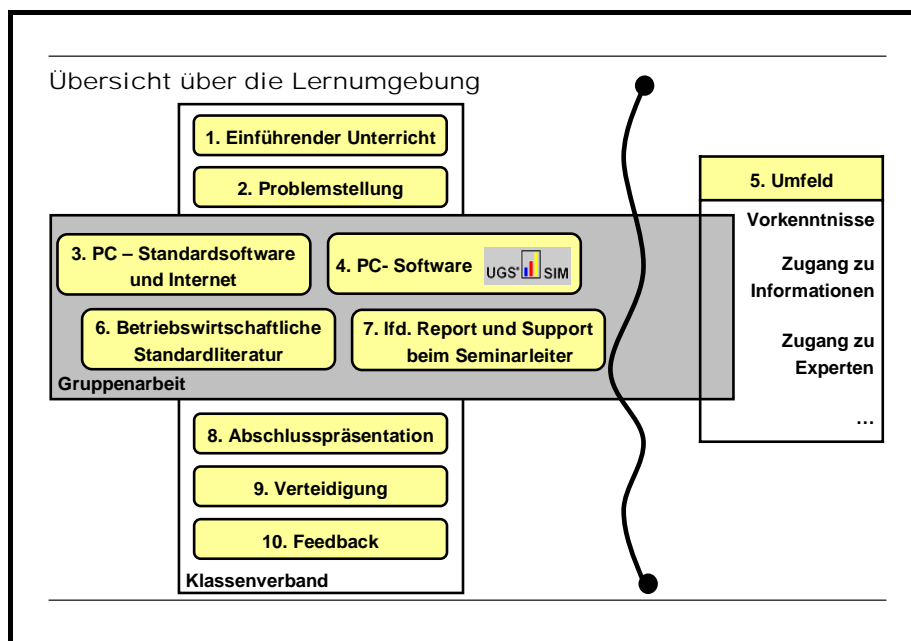 Übersicht über die Lernumgebung
1. Einführender Unterricht
2. Problemstellung
3. PC – Standardsoftware
und Internet
4. PC- Software
UGS* SIM
5. Umfeld
Vorkenntnisse
Zugang zu
Informationen
Zugang zu
Experten
...
6. Betriebswirtschaftliche
Standardliteratur
7. lfd. Report und Support
beim Seminarleiter
Gruppenarbeit
8. Abschlusspräsentation
9. Verteidigung
10. Feedback
Klassenverband